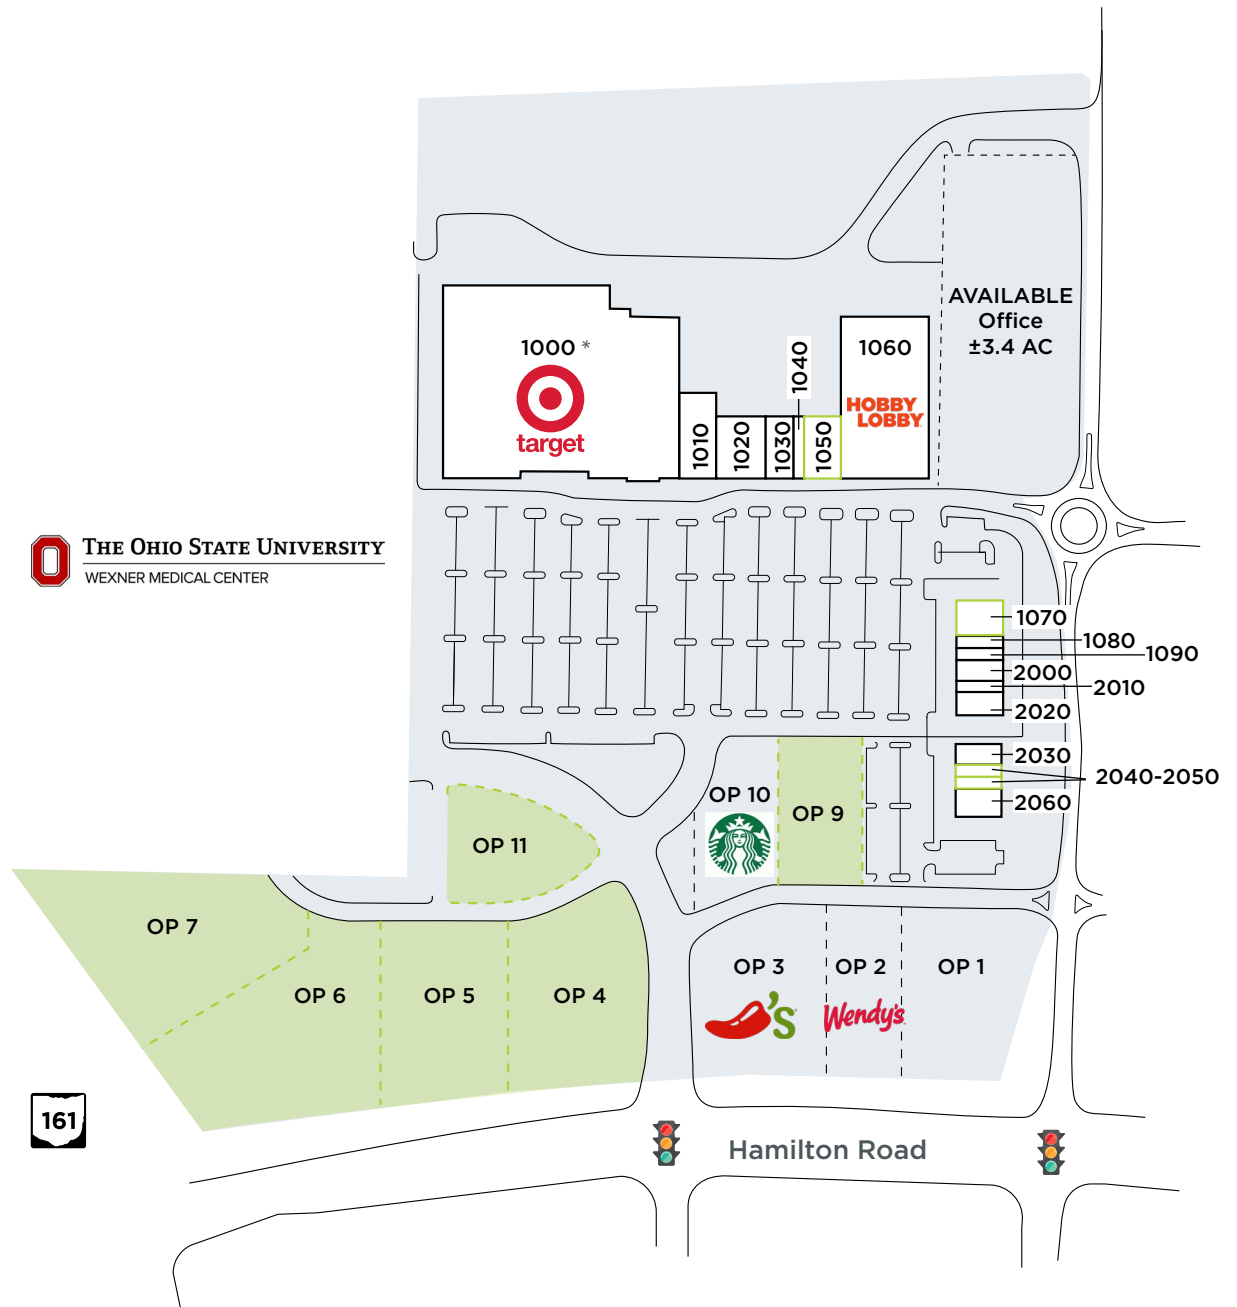 AVAILABLE
Office
±3.4 AC
1000 *
target
1010
1020
1030
1040
1050
1060
HOBBY
LOBBY
THE OHIO STATE UNIVERSITY
WEXNER MEDICAL CENTER
1070
1080
1090
2000
2010
2020
2030
2040-2050
2060
OP 10
OP 9
OP 11
OP 7
OP 6
OP 5
OP 4
OP 3
OP 2
OP 1
'S
Wendy's
161
Hamilton Road